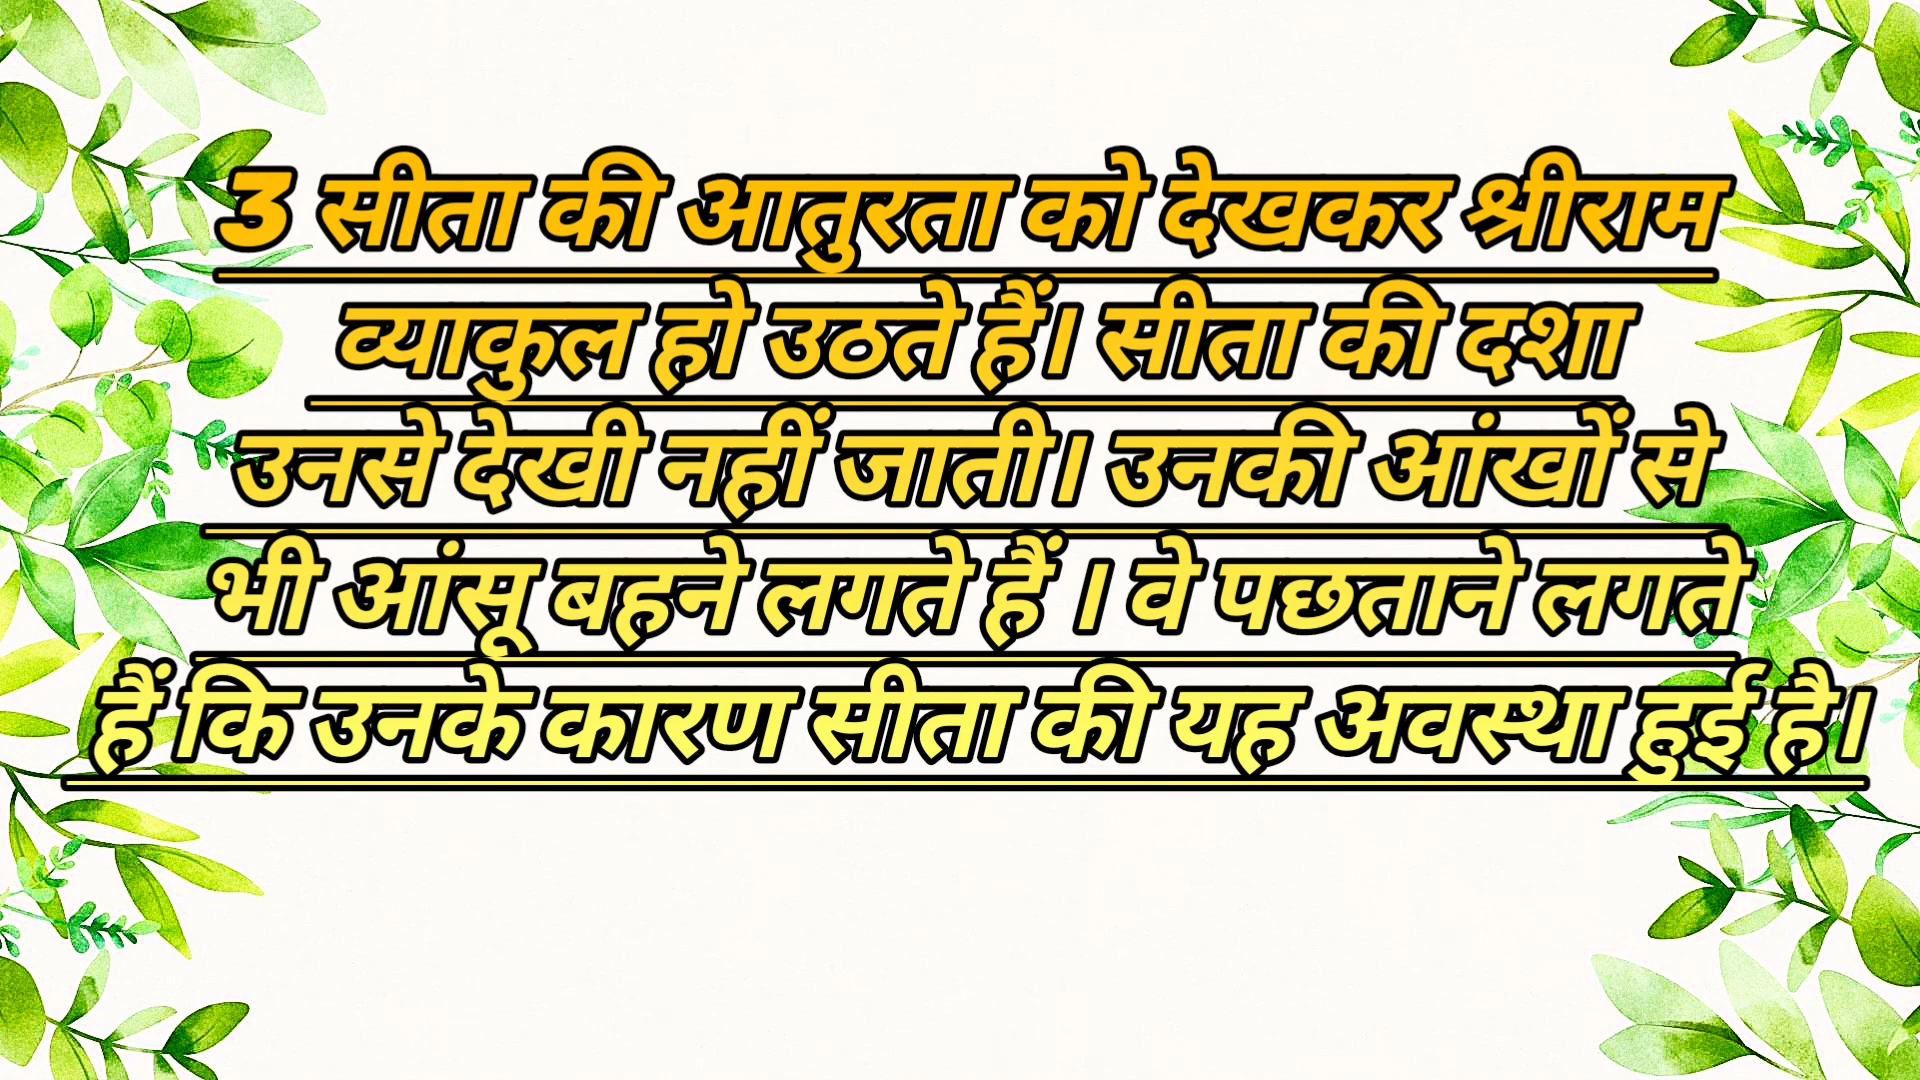 3 सीता की आतुरता को देखकर श्रीराम
व्याकुल हो उठते हैं। सीता की दशा
उनसे देखी नहीं जाती। उनकी आंखों से
भी आंसू बहने लगते हैं । वे पछताने लगते
हैं कि उनके कारण सीता की यह अवस्था हुई है।